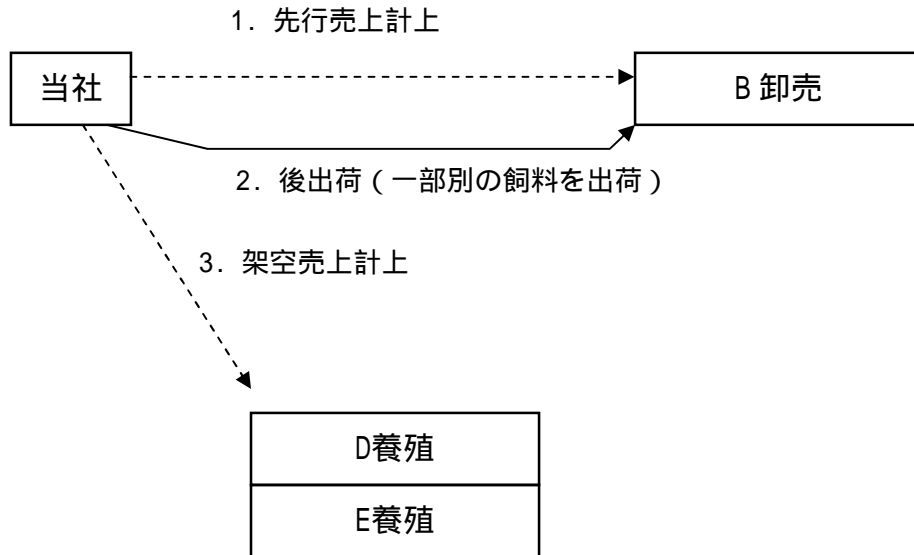 1. 先行売上計上
当社
B 卸売
2. 後出荷（一部別の飼料を出荷）
3. 架空売上計上
D養殖
E養殖